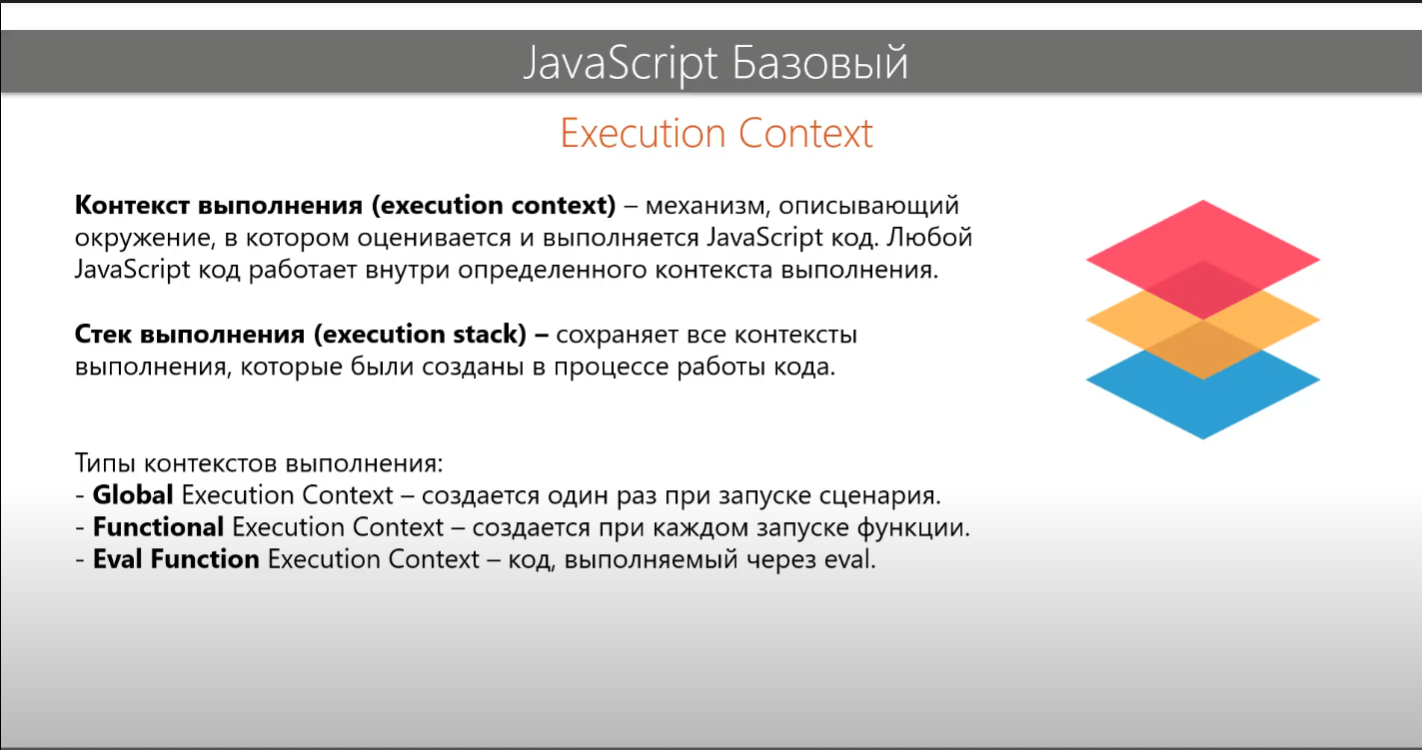 JavaScript Базовый
Execution Context
Контекст выполнения (execution context) – механизм, описывающий
окружение, в котором оценивается и выполняется JavaScript код. Любой
JavaScript код работает внутри определенного контекста выполнения.
Стек выполнения (execution stack) – сохраняет все контексты
выполнения, которые были созданы в процессе работы кода.
Типы контекстов выполнения:
- Global Execution Context – создается один раз при запуске сценария.
- Functional Execution Context – создается при каждом запуске функции.
- Eval Function Execution Context – код, выполняемый через eval.